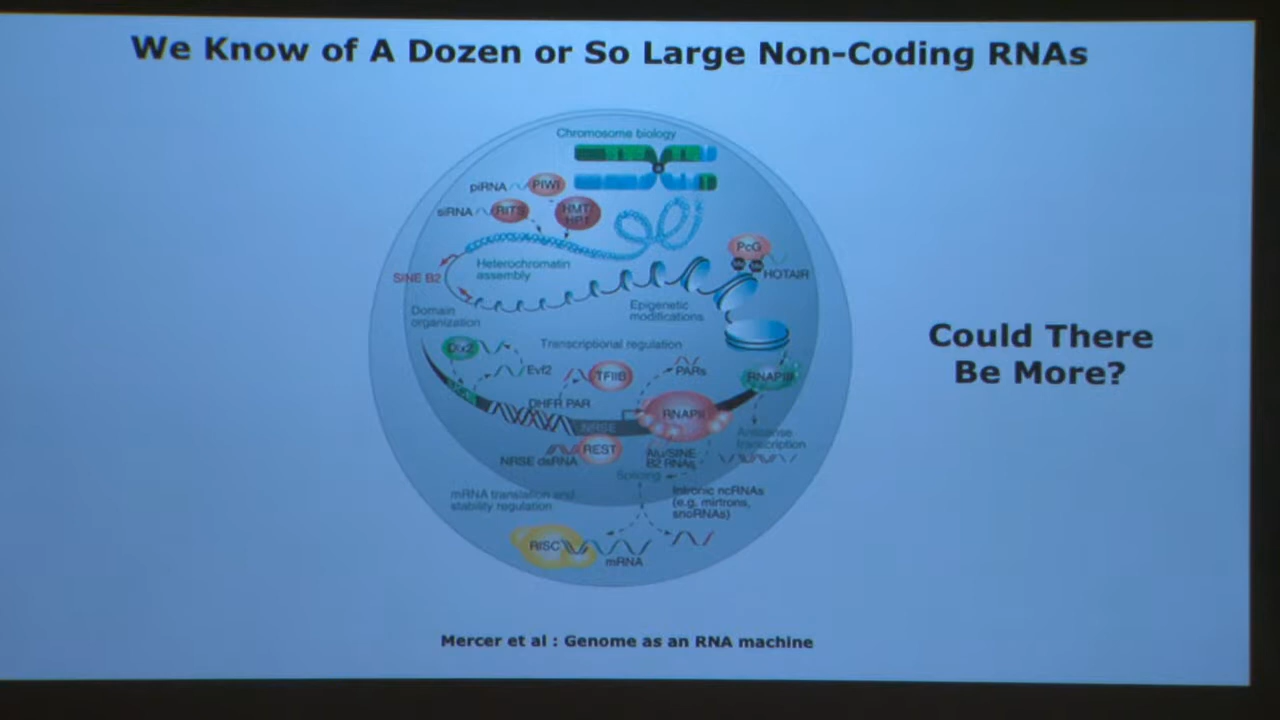 We Know of A Dozen or So Large Non-Coding RNAs
Chromosome biology
piRNA
PIWI
siRNA
RITS
HMT/
HP1
PcG
HOTAIR
SINE B2
Heterochromatin
assembly
Epigenetic
modifications
Domain
organization
Dlx2
Transcriptional regulation
Evf2
TFIIB
PARs
RNAPIII
DHFR PAR
NRSE
RNAPII
REST
NRSE dsRNA
Alu/SINE
B2 RNAs
Antisense
transcription
Splicing
mRNA translation and
stability regulation
Intronic ncRNAs
(e.g. mirtrons,
snoRNAs)
RISC
mRNA
Could There
Be More?
Mercer et al : Genome as an RNA machine